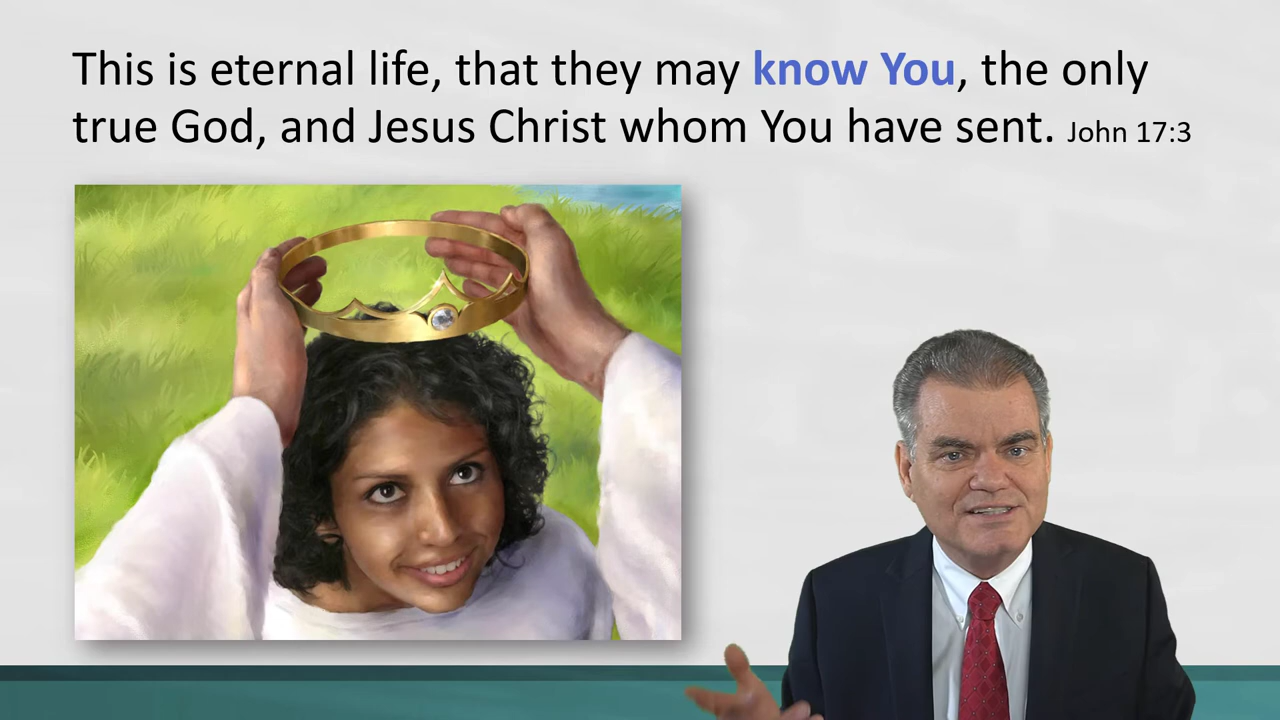 This is eternal life, that they may know You, the only
true God, and Jesus Christ whom You have sent. John 17:3